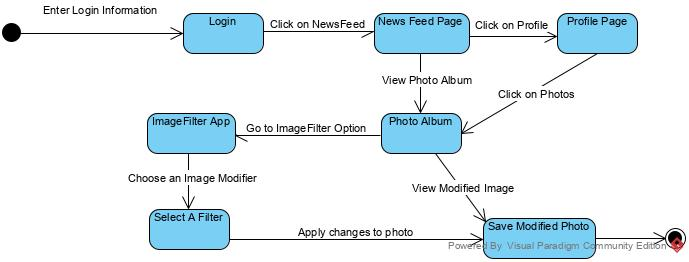 Enter Login Information
Login
Click on NewsFeed
News Feed Page
Click on Profile
Profile Page
View Photo Album
Click on Photos
ImageFilter App
Go to ImageFilter Option
Photo Album
Choose an Image Modifier
View Modified Image
Select A Filter
Apply changes to photo
Save Modified Photo
Powered By Visual Paradigm Community Edition